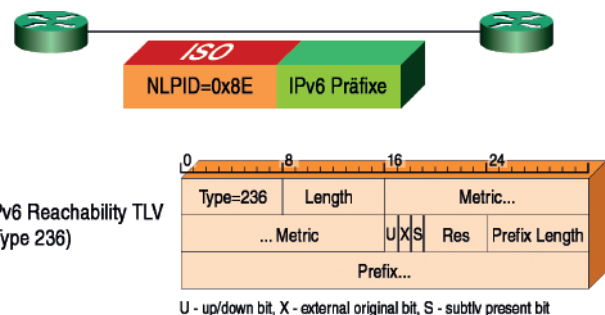 ISO
NLPID=0x8E IPv6 Präfixe
0 8 16 24
Type=236 Length Metric...
Pv6 Reachability TLV
... Metric U X S Res Prefix Length
ype 236)
Prefix...
U - up/down bit, X - external original bit, S - subtlv present bit